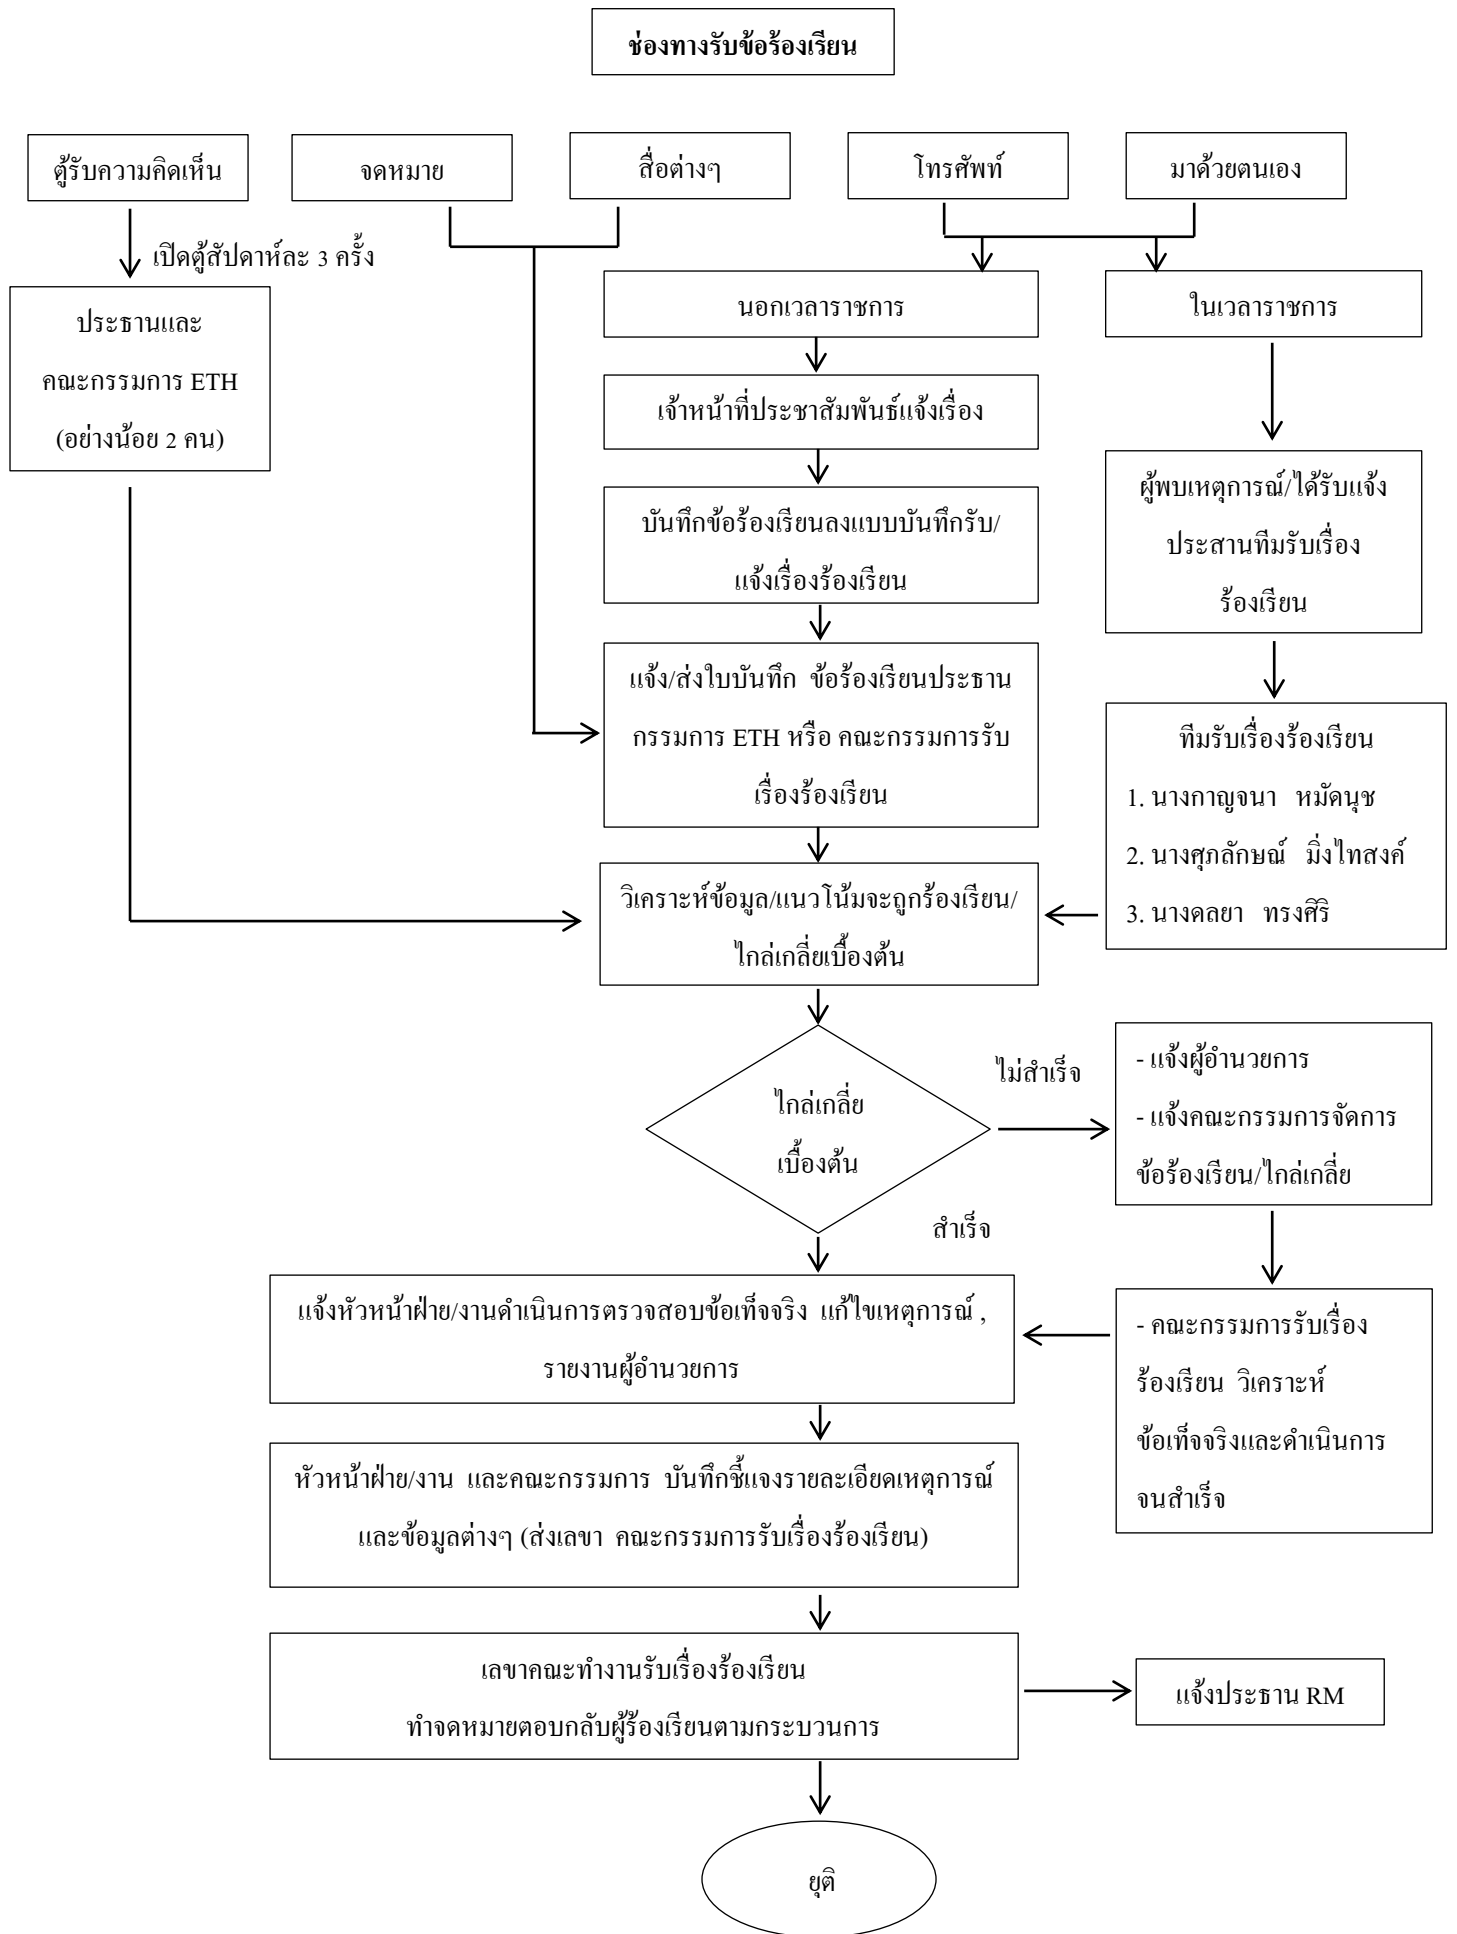 ช่องทางรับข้อร้องเรียน
ตู้รับความคิดเห็น
จดหมาย
สื่อต่างๆ
โทรศัพท์
มาด้วยตนเอง
เปิดตู้สัปดาห์ละ 3 ครั้ง
ประธานและ
คณะกรรมการ ETH
(อย่างน้อย 2 คน)
นอกเวลาราชการ
ในเวลาราชการ
เจ้าหน้าที่ประชาสัมพันธ์แจ้งเรื่อง
บันทึกข้อร้องเรียนลงแบบบันทึกรับ/
แจ้งเรื่องร้องเรียน
ผู้พบเหตุการณ์/ได้รับแจ้ง
ประสานทีมรับเรื่อง
ร้องเรียน
แจ้ง/ส่งใบบันทึก ข้อร้องเรียนประธาน
กรรมการ ETH หรือ คณะกรรมการรับ
เรื่องร้องเรียน
ทีมรับเรื่องร้องเรียน
1. นางกาญจนา หมัดนุช
2. นางศุภลักษณ์ มิ่งไทสงค์
3. นางดลยา ทรงศิริ
วิเคราะห์ข้อมูล/แนวโน้มจะถูกร้องเรียน/
ไกล่เกลี่ยเบื้องต้น
ไกล่เกลี่ย
เบื้องต้น
ไม่สำเร็จ
- แจ้งผู้อำนวยการ
- แจ้งคณะกรรมการจัดการ
ข้อร้องเรียน/ไกล่เกลี่ย
สำเร็จ
แจ้งหัวหน้าฝ่าย/งานดำเนินการตรวจสอบข้อเท็จจริง แก้ไขเหตุการณ์ ,
รายงานผู้อำนวยการ
- คณะกรรมการรับเรื่อง
ร้องเรียน วิเคราะห์
ข้อเท็จจริงและดำเนินการ
จนสำเร็จ
หัวหน้าฝ่าย/งาน และคณะกรรมการ บันทึกชี้แจงรายละเอียดเหตุการณ์
และข้อมูลต่างๆ (ส่งเลขา คณะกรรมการรับเรื่องร้องเรียน)
เลขาคณะทำงานรับเรื่องร้องเรียน
ทำจดหมายตอบกลับผู้ร้องเรียนตามกระบวนการ
แจ้งประธาน RM
ยุติ